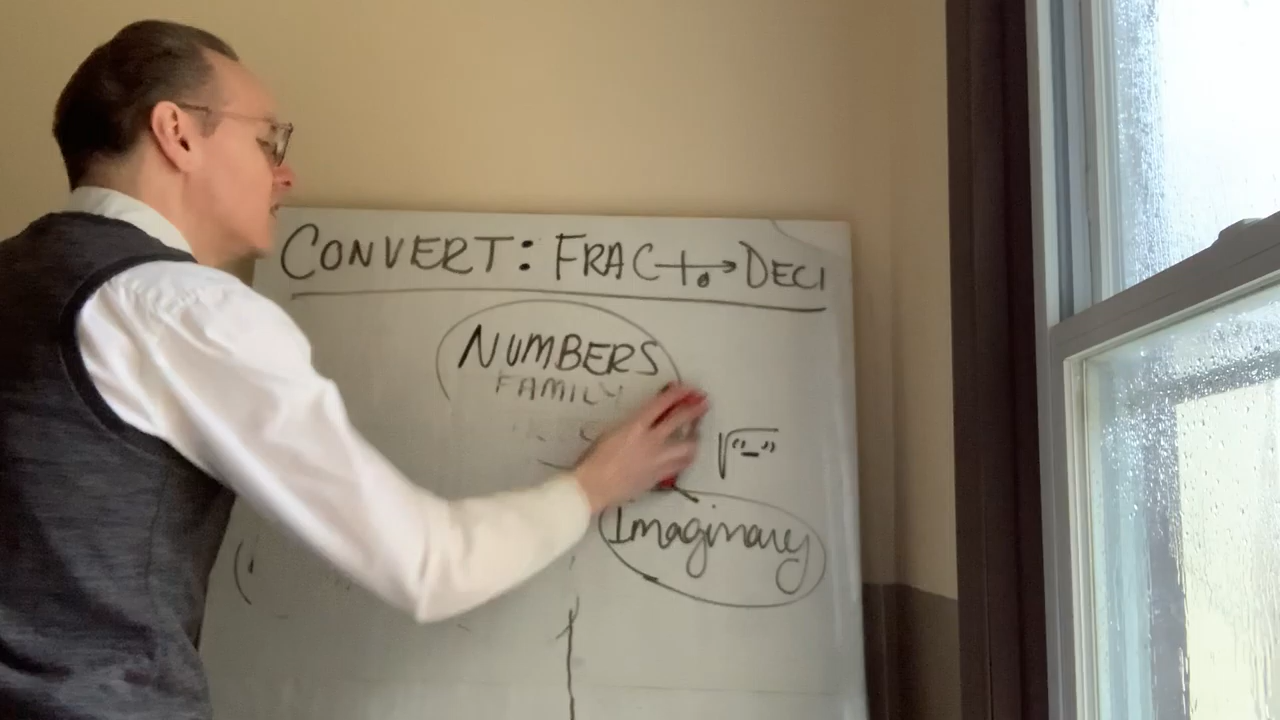 CONVERT: FRAC → DECI
NUMBERS
FAMILY
√"-"
Imaginary